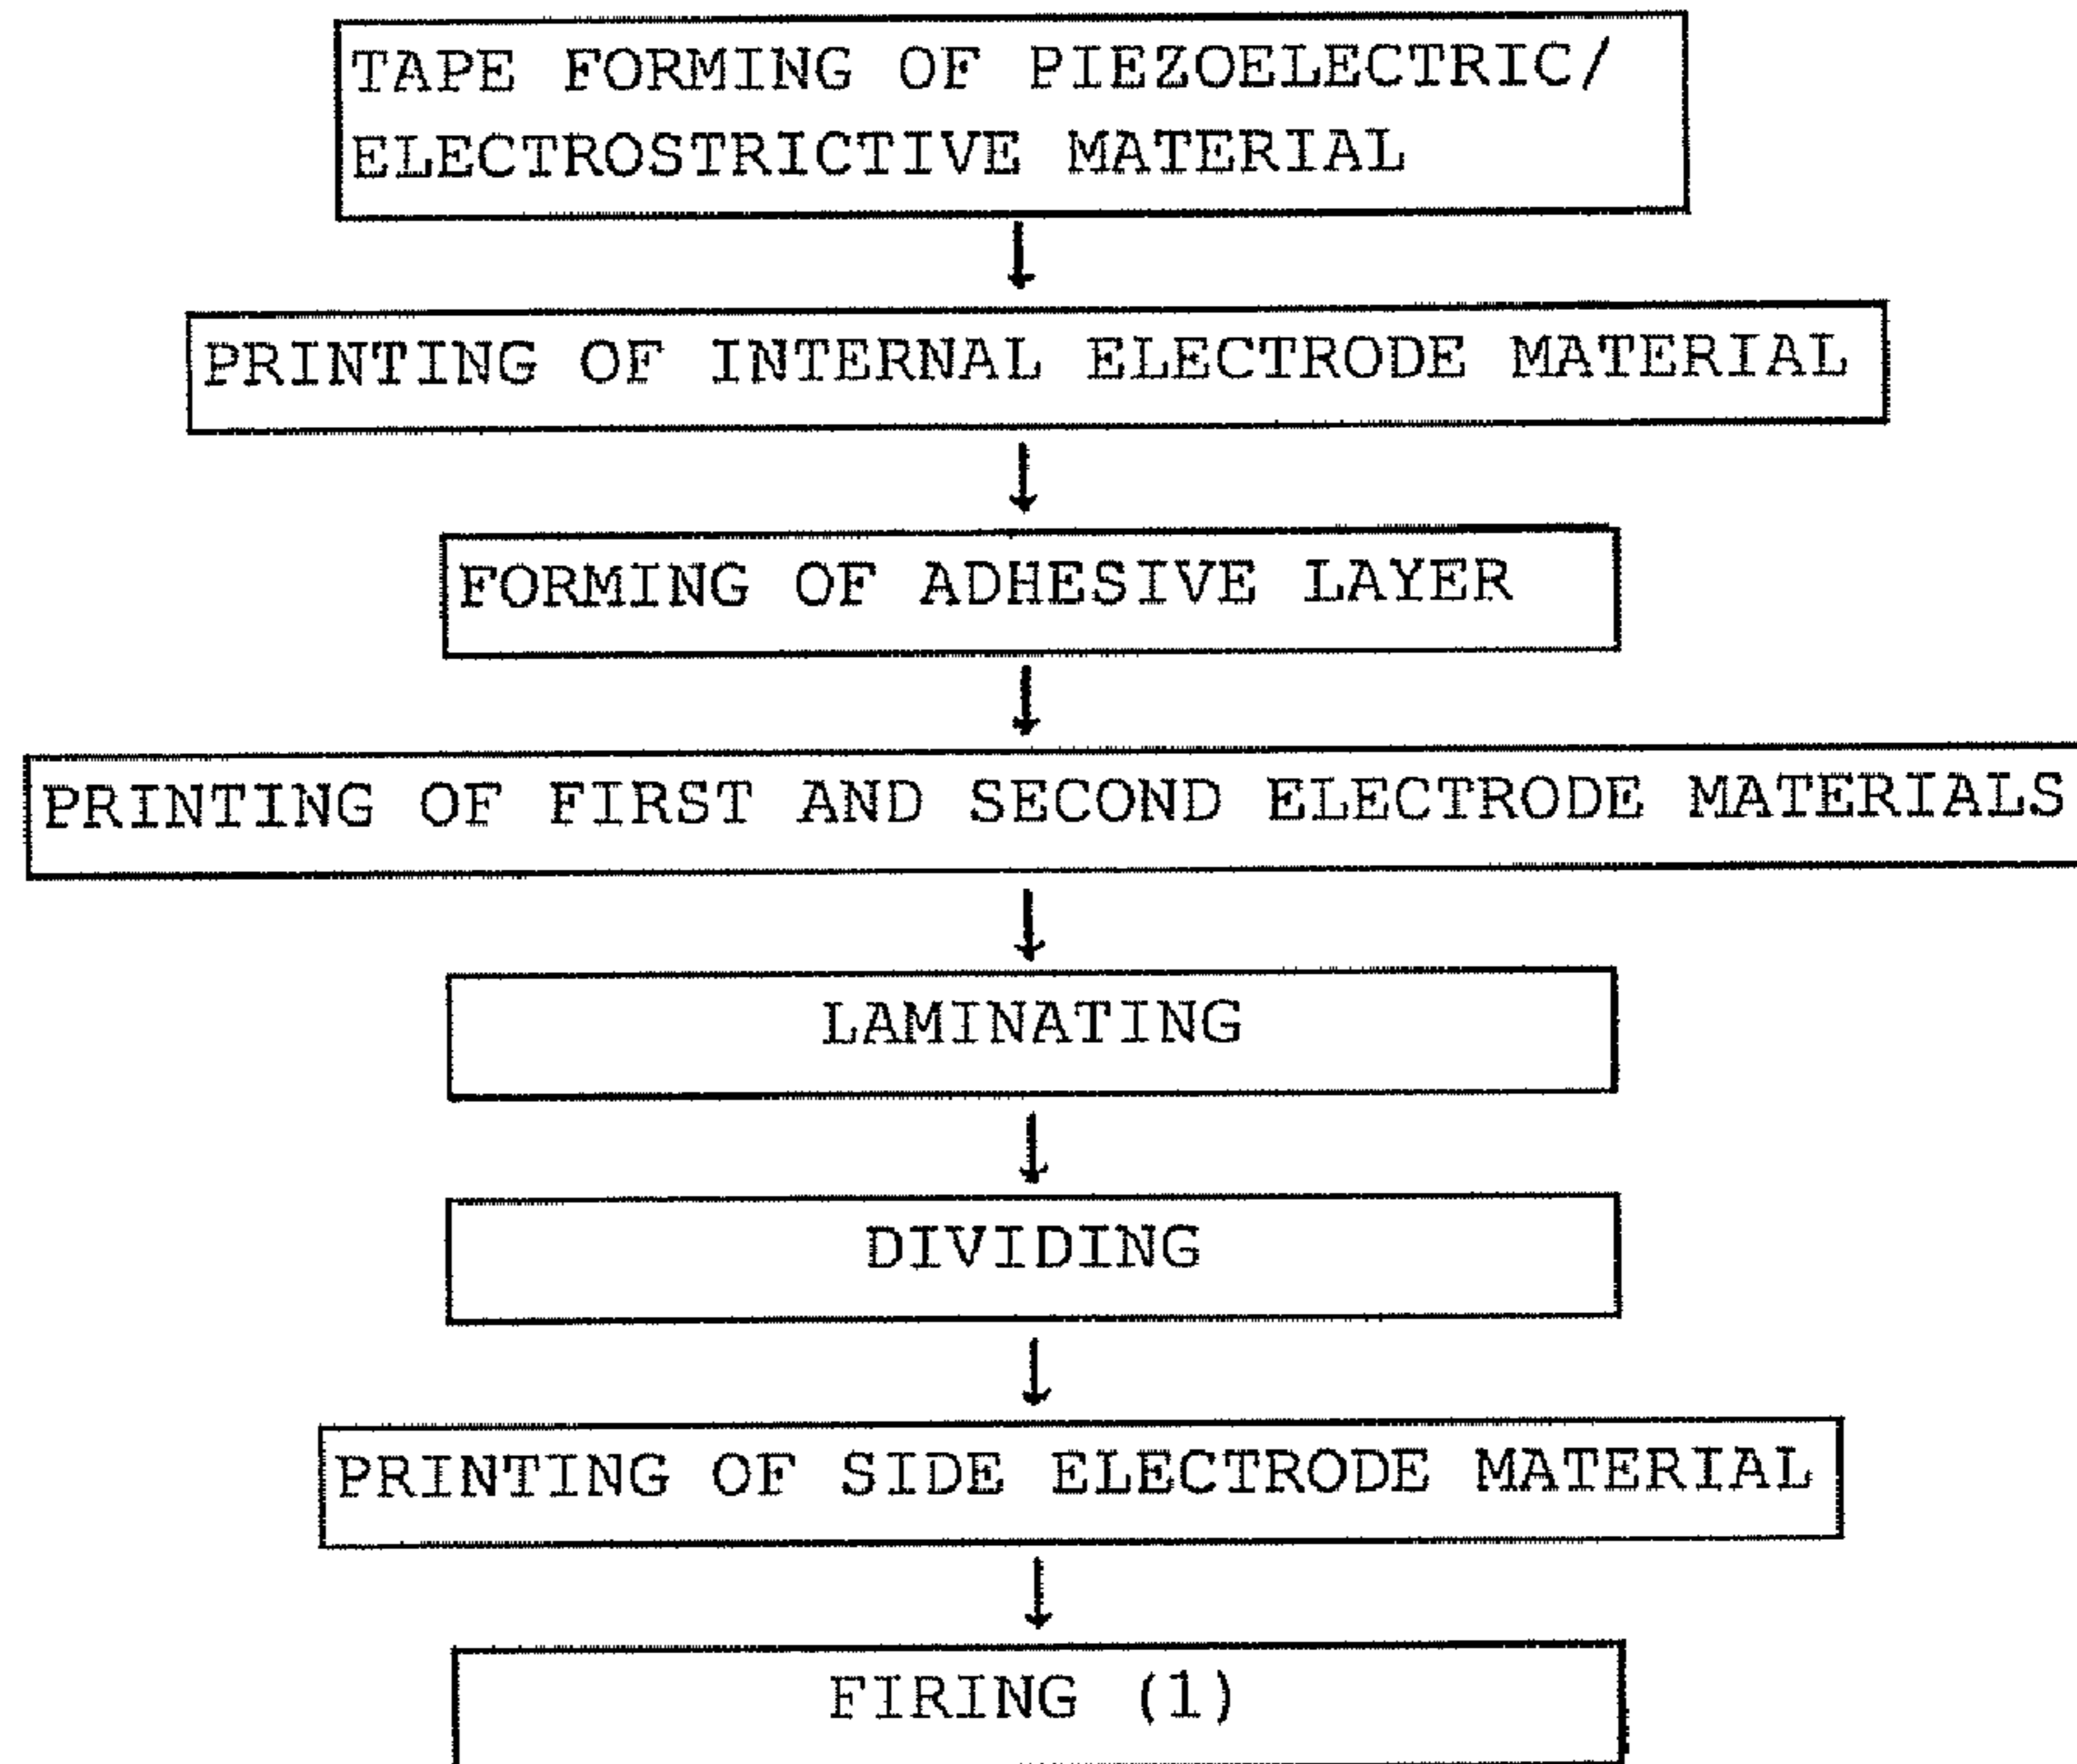 TAPE FORMING OF PIEZOELECTRIC/
ELECTROSTRICTIVE MATERIAL
PRINTING OF INTERNAL ELECTRODE MATERIAL
FORMING OF ADHESIVE LAYER
PRINTING OF FIRST AND SECOND ELECTRODE MATERIALS
LAMINATING
DIVIDING
PRINTING OF SIDE ELECTRODE MATERIAL
FIRING (1)